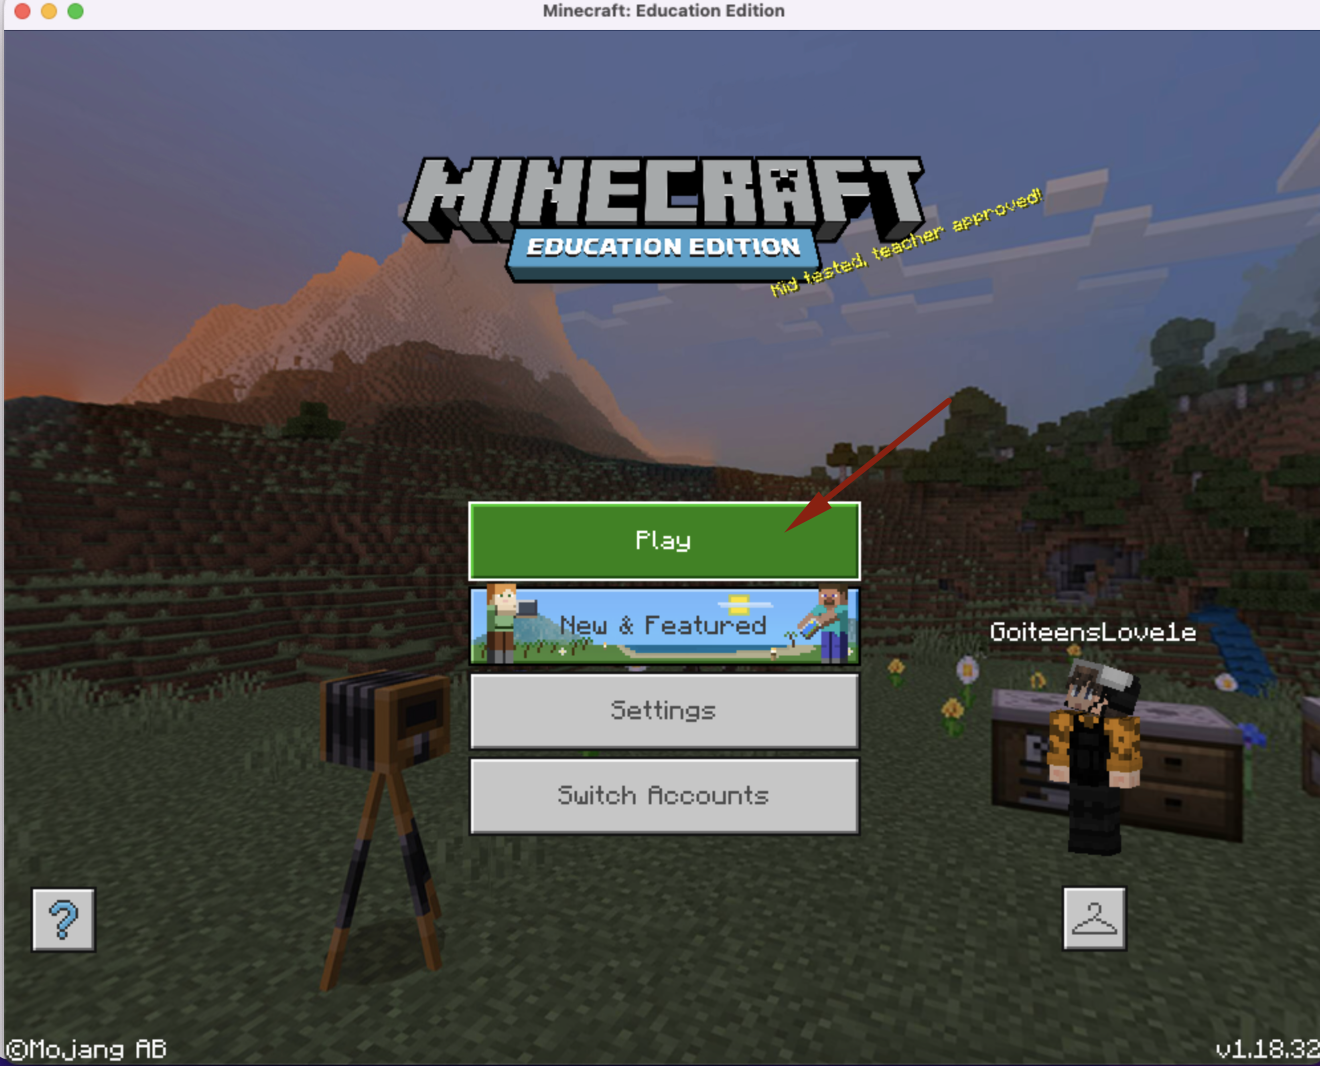 Minecraft: Education Edition
MINECRAFT
EDUCATION EDITION
Kid tested, teacher approved!
Play
New & Featured
GoiteensLove1e
Settings
Switch Accounts
?
©Mojang AB
v1.18.32